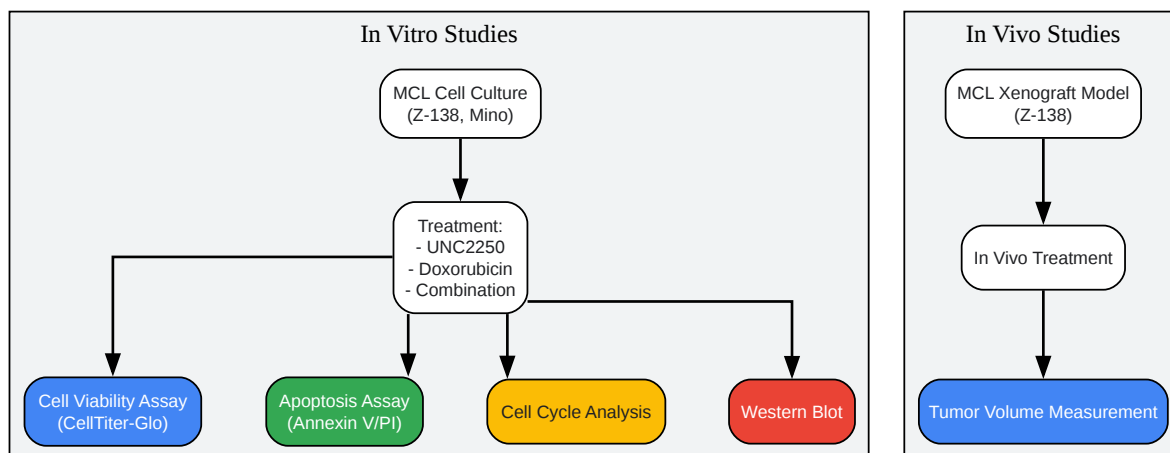 In Vitro Studies
MCL Cell Culture
(Z-138, Mino)
Treatment:
- UNC2250
- Doxorubicin
- Combination
Cell Viability Assay
(CellTiter-Glo)
Apoptosis Assay
(Annexin V/PI)
Cell Cycle Analysis
Western Blot
In Vivo Studies
MCL Xenograft Model
(Z-138)
In Vivo Treatment
Tumor Volume Measurement